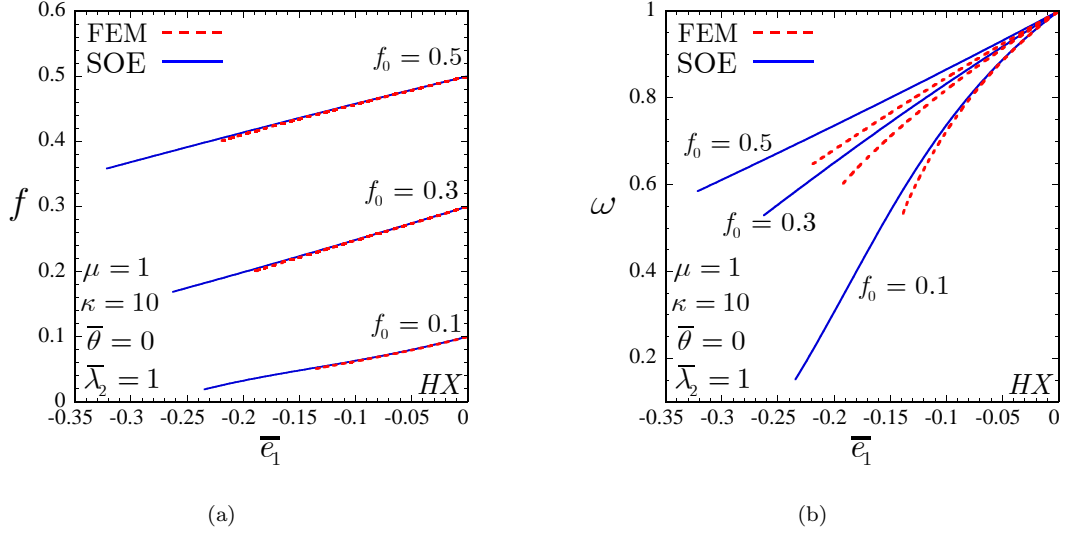 0.6
0.5
0.4
0.3
0.2
0.1
0
f
FEM
SOE
f₀ = 0.5
f₀ = 0.3
f₀ = 0.1
μ = 1
κ = 10
θ̅ = 0
λ̅₂ = 1
HX
-0.35 -0.3 -0.25 -0.2 -0.15 -0.1 -0.05 0
e̅₁
(a)
1
0.8
0.6
0.4
0.2
ω
FEM
SOE
f₀ = 0.5
f₀ = 0.3
f₀ = 0.1
μ = 1
κ = 10
θ̅ = 0
λ̅₂ = 1
HX
-0.35 -0.3 -0.25 -0.2 -0.15 -0.1 -0.05 0
e̅₁
(b)